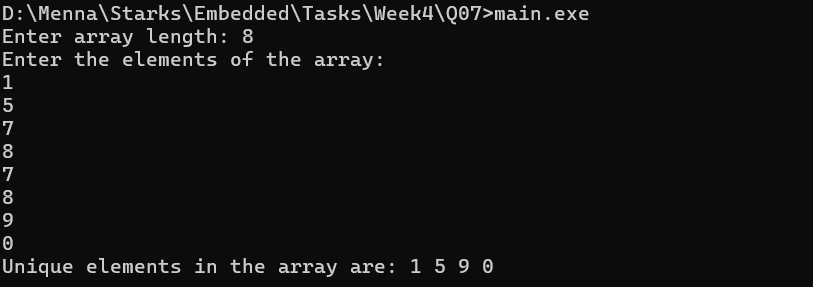 D:\Menna\Starks\Embedded\Tasks\Week4\Q07>main.exe
Enter array length: 8
Enter the elements of the array:
1
5
7
8
7
8
9
0
Unique elements in the array are: 1 5 9 0